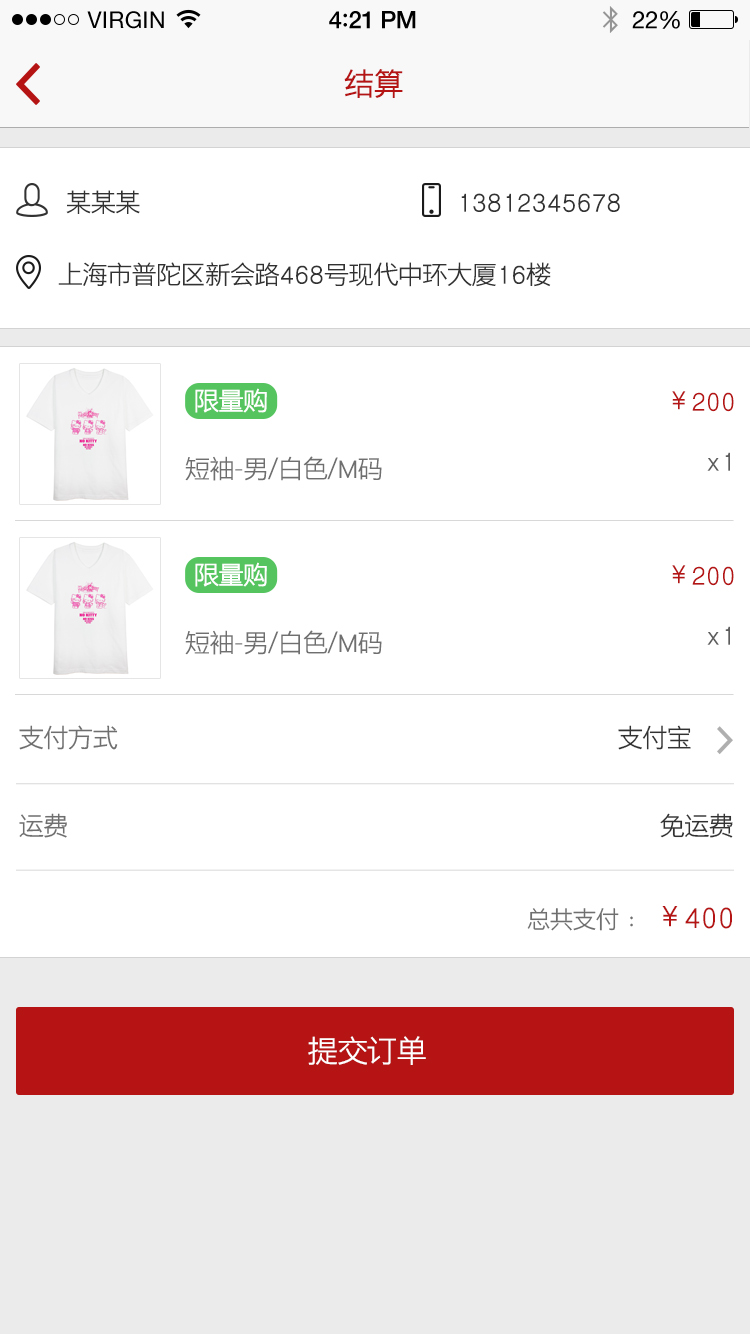 VIRGIN 4:21 PM 22%
结算
某某某 13812345678
上海市普陀区新会路468号现代中环大厦16楼
限量购 ¥200
短袖-男/白色/M码 x1
限量购 ¥200
短袖-男/白色/M码 x1
支付方式 支付宝
运费 免运费
总共支付： ¥400
提交订单